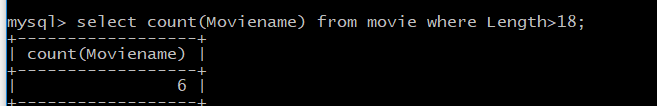 mysql> select count(Moviename) from movie where Length>18;
+------------------+
| count(Moviename) |
+------------------+
|                6 |
+------------------+